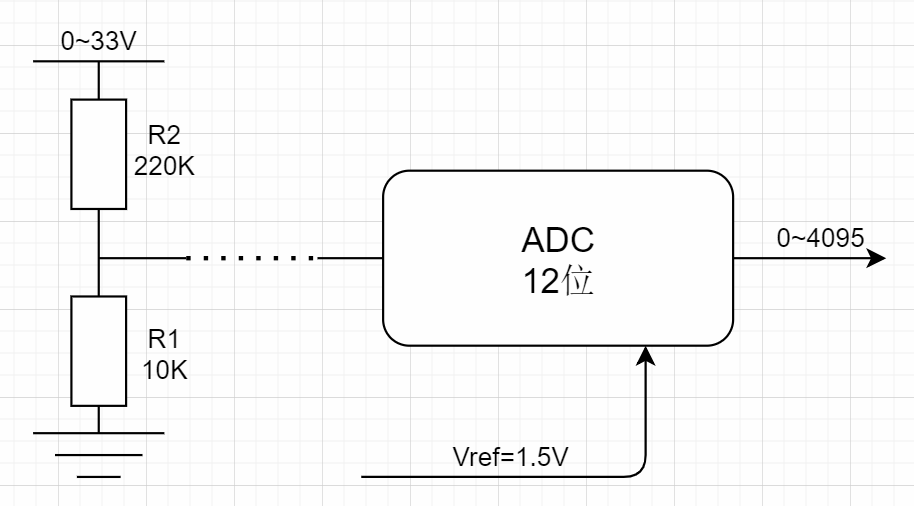 0~33V
R2
220K
ADC
12位
0~4095
R1
10K
Vref=1.5V